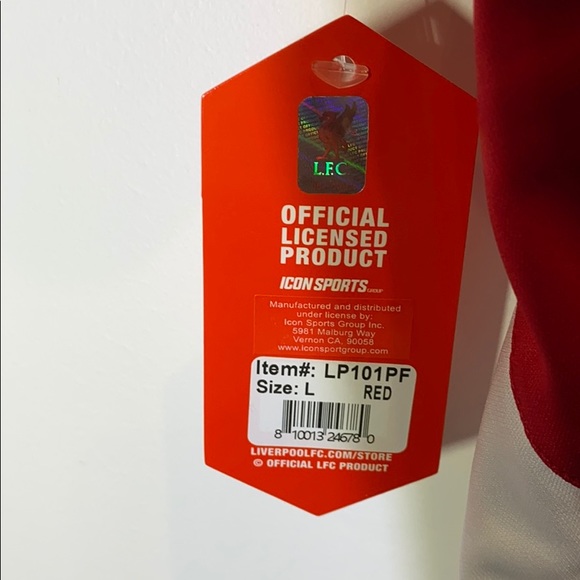 L.F.C
OFFICIAL
LICENSED
PRODUCT
ICON SPORTS GROUP
Manufactured and distributed
under license by:
Icon Sports Group Inc.
5981 Malburg Way
Vernon CA, 90058
www.iconsportgroup.com
Item#: LP101PF
Size: L RED
8 10013 24678 0
LIVERPOOLFC.COM/STORE
© OFFICIAL LFC PRODUCT